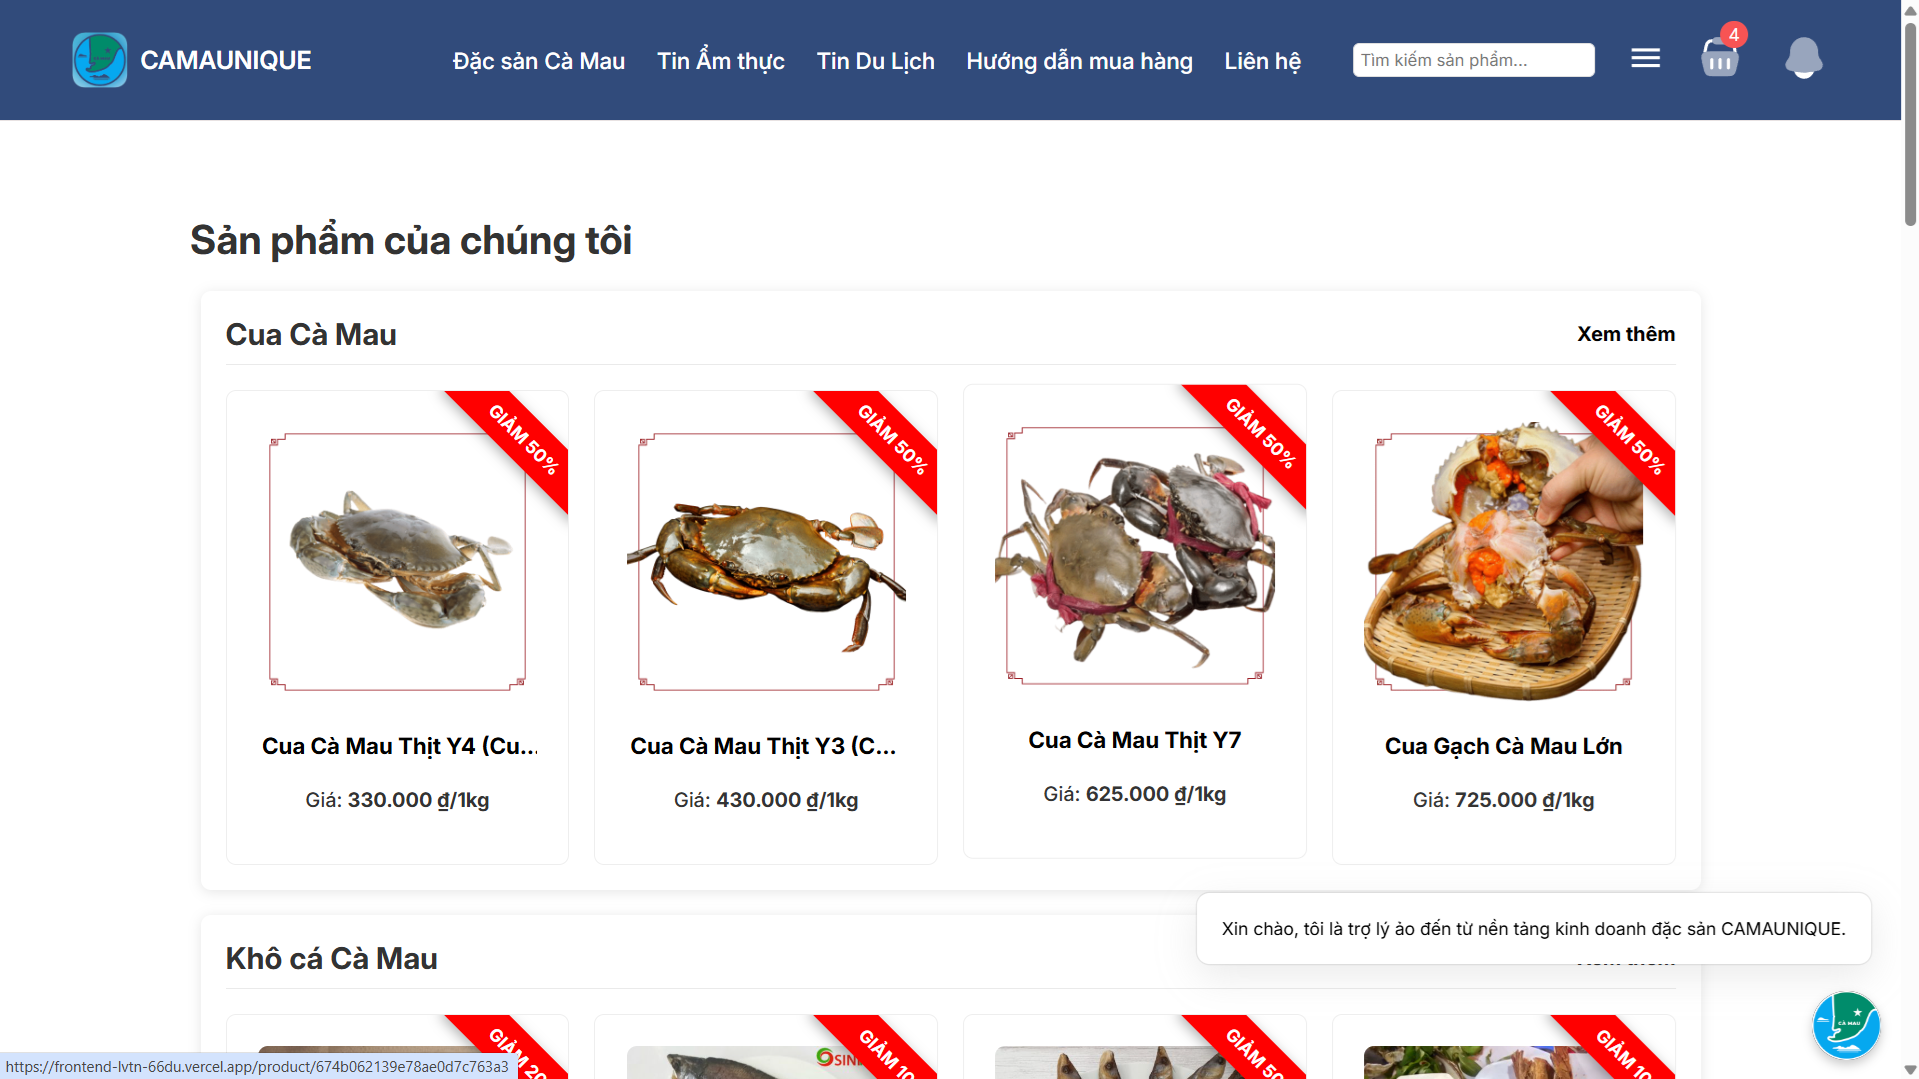 CAMAUNIQUE
Đặc sản Cà Mau
Tin Ẩm thực
Tin Du Lịch
Hướng dẫn mua hàng
Liên hệ
Tìm kiếm sản phẩm...
4
Sản phẩm của chúng tôi
Cua Cà Mau
Xem thêm
GIẢM 50%
GIẢM 50%
GIẢM 50%
GIẢM 50%
Cua Cà Mau Thịt Y4 (Cu...
Cua Cà Mau Thịt Y3 (C...
Cua Cà Mau Thịt Y7
Cua Gạch Cà Mau Lớn
Giá: 330.000 ₫/1kg
Giá: 430.000 ₫/1kg
Giá: 625.000 ₫/1kg
Giá: 725.000 ₫/1kg
Xin chào, tôi là trợ lý ảo đến từ nền tảng kinh doanh đặc sản CAMAUNIQUE.
Khô cá Cà Mau
GIẢM 20
GIẢM 10
GIẢM 50
GIẢM 10
CÀ MAU
https://frontend-lvtn-66du.vercel.app/product/674b062139e78ae0d7c763a3